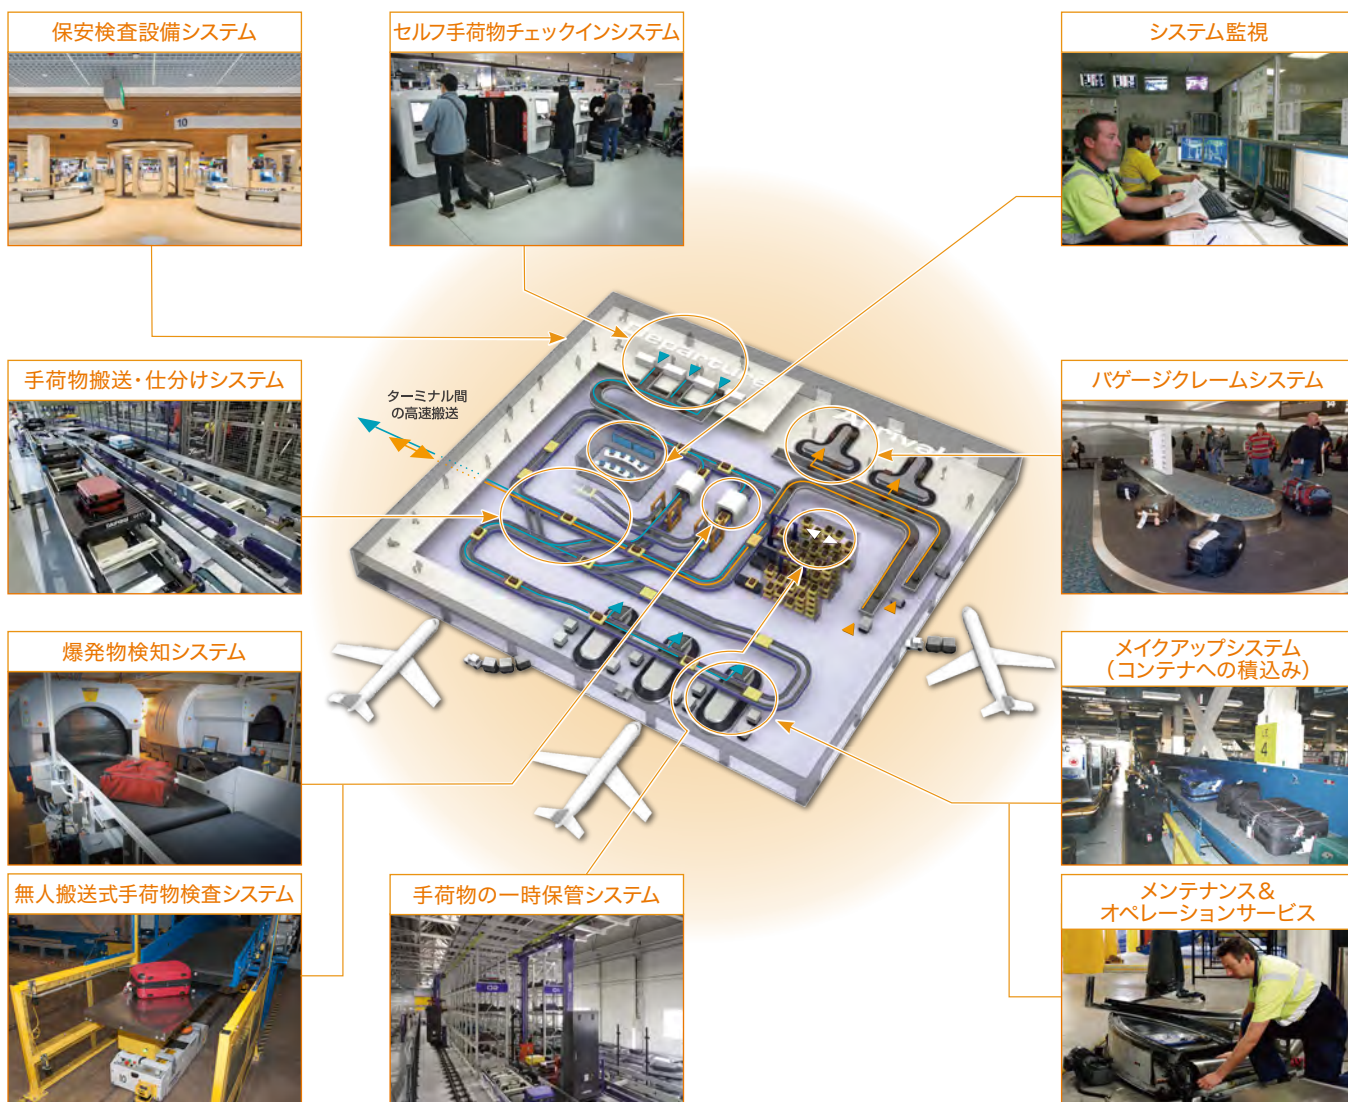 保安検査設備システム
9
10
セルフ手荷物チェックインシステム
システム監視
手荷物搬送・仕分けシステム
ターミナル間
の高速搬送
Departure
Arrival
バゲージクレームシステム
爆発物検知システム
メイクアップシステム
(コンテナへの積込み)
4
無人搬送式手荷物検査システム
10
手荷物の一時保管システム
メンテナンス&
オペレーションサービス